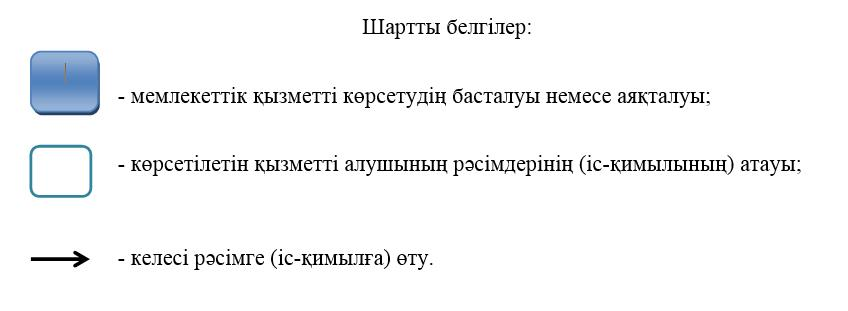 Шартты белгілер:
- мемлекеттік қызметті көрсетудің басталуы немесе аяқталуы;
- көрсетілетін қызметті алушының рәсімдерінің (іс-қимылының) атауы;
- келесі рәсімге (іс-қимылға) өту.